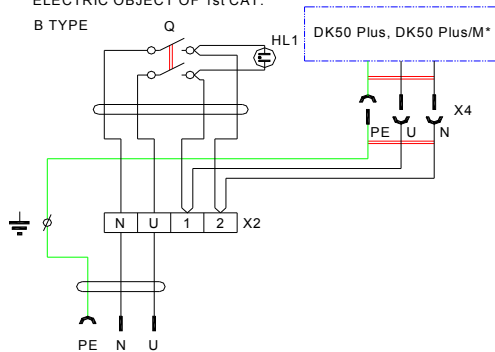 ELECTRIC OBJECT OF 1st CAT.
B TYPE
Q
HL1
DK50 Plus, DK50 Plus/M*
X4
PE U N
N U 1 2 X2
PE N U